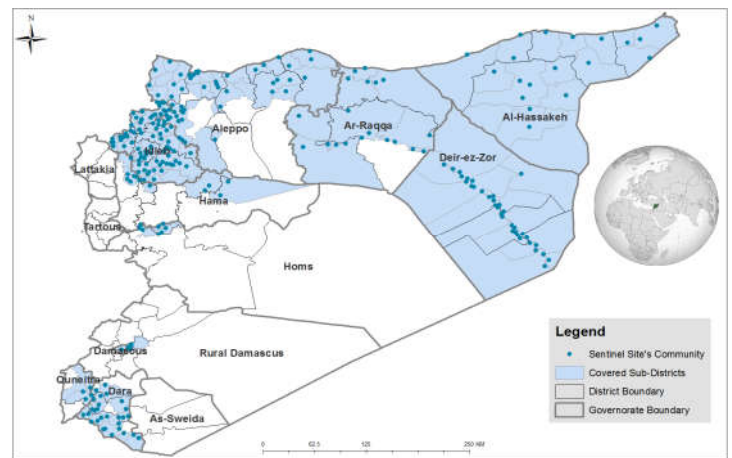 N
Aleppo
Ar-Raqqa
Al-Hassakeh
Idleb
Deir-ez-Zor
Lattakia
Hama
Tartous
Homs
Damascus
Rural Damascus
Quneitra
Dara
As-Sweida
Legend
Sentinel Site's Community
Covered Sub-Districts
District Boundary
Governorate Boundary
0 62.5 125 250 KM